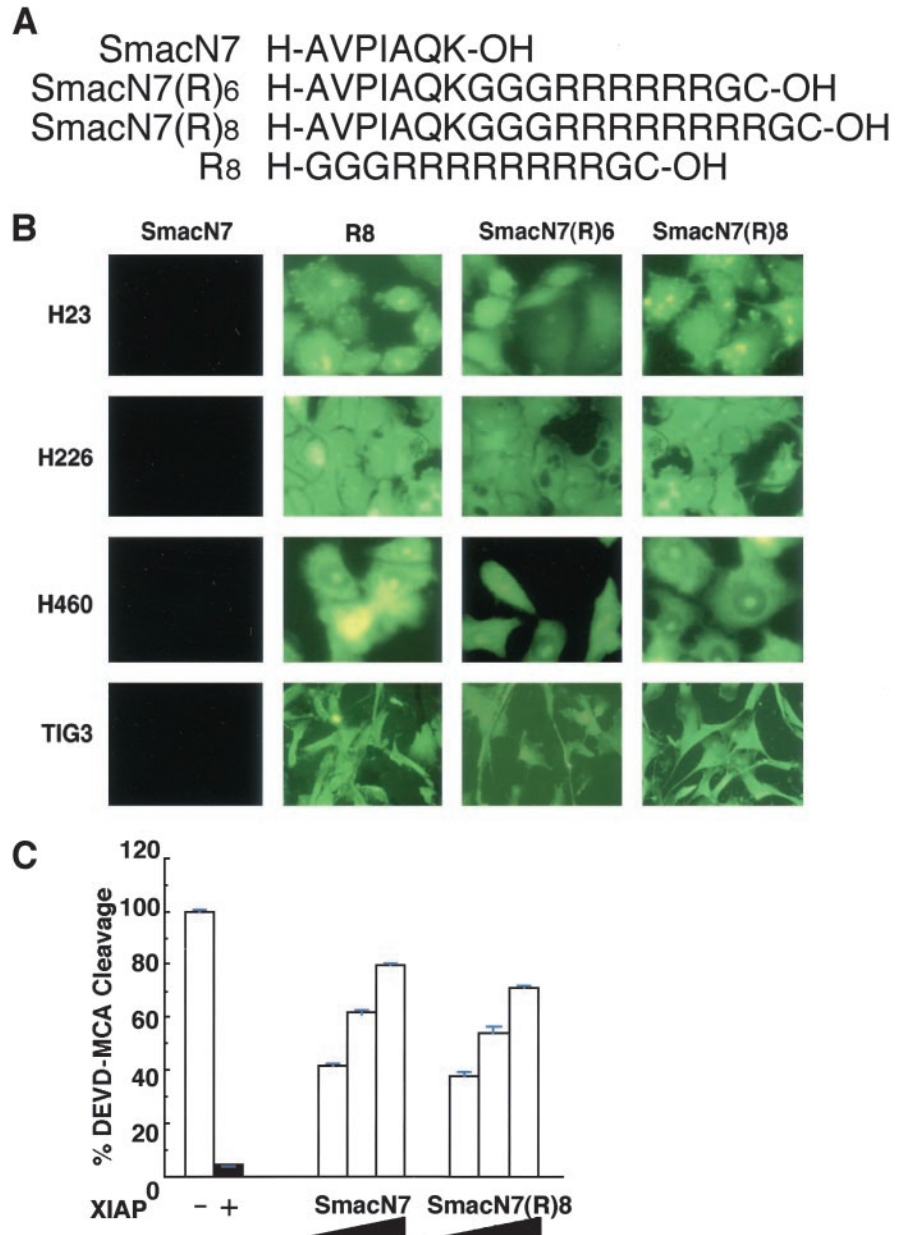 A
SmacN7 H-AVPIAQK-OH
SmacN7(R)6 H-AVPIAQKGGGRRRRRRGC-OH
SmacN7(R)8 H-AVPIAQKGGGRRRRRRRRGC-OH
R8 H-GGGRRRRRRRRGC-OH
B
SmacN7 R8 SmacN7(R)6 SmacN7(R)8
H23
H226
H460
TIG3
C
% DEVD-MCA Cleavage
120
100
80
60
40
20
0
XIAP - + SmacN7 SmacN7(R)8